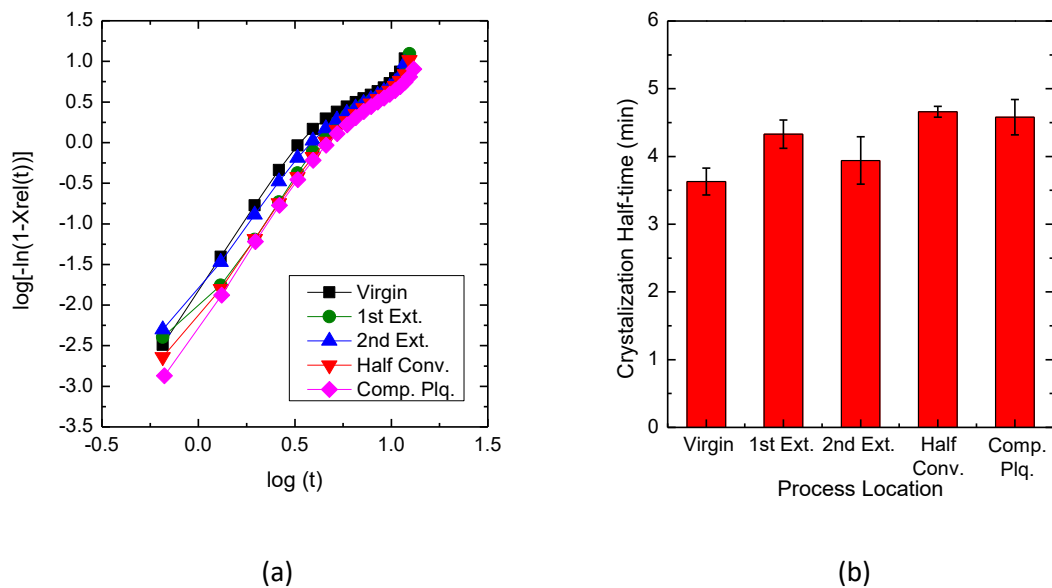 1.5
1.0
0.5
0.0
-0.5
-1.0
-1.5
-2.0
-2.5
-3.0
-3.5
log[-ln(1-Xrel(t))]
Virgin
1st Ext.
2nd Ext.
Half Conv.
Comp. Plq.
-0.5 0.0 0.5 1.0 1.5
log (t)
(a)
6
5
4
3
2
1
0
Crystalization Half-time (min)
Virgin 1st Ext. 2nd Ext. Half Comp.
Conv. Plq.
Process Location
(b)